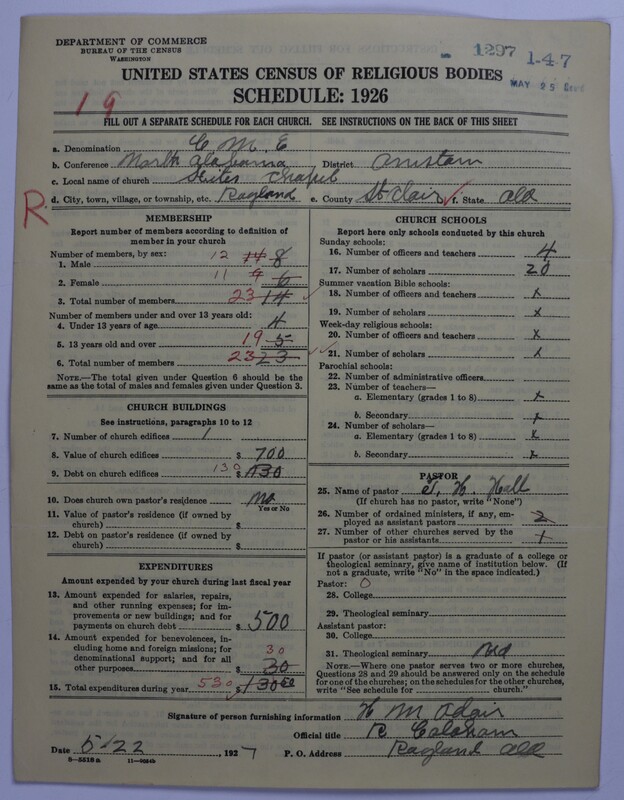 DEPARTMENT OF COMMERCE
BUREAU OF THE CENSUS
WASHINGTON
1297 1-47
MAY 25
UNITED STATES CENSUS OF RELIGIOUS BODIES
SCHEDULE: 1926
19
FILL OUT A SEPARATE SCHEDULE FOR EACH CHURCH. SEE INSTRUCTIONS ON THE BACK OF THIS SHEET
a. Denomination C. M. E
b. Conference North Alabama District
c. Local name of church Chapel
R. d. City, town, village, or township, etc. Ragland e. County St Clair f. State Ala
MEMBERSHIP
Report number of members according to definition of member in your church
Number of members, by sex:
1. Male 12 14 8
2. Female 11 9 6
3. Total number of members 23 14
Number of members under and over 13 years old:
4. Under 13 years of age 4
5. 13 years old and over 19 5
6. Total number of members 23 23
NOTE.—The total given under Question 6 should be the same as the total of males and females given under Question 3.
CHURCH BUILDINGS
See instructions, paragraphs 10 to 12
7. Number of church edifices 1
8. Value of church edifices $ 700
9. Debt on church edifices 130 $ 130
10. Does church own pastor's residence no
Yes or No
11. Value of pastor's residence (if owned by church) $
12. Debt on pastor's residence (if owned by church) $
EXPENDITURES
Amount expended by your church during last fiscal year
13. Amount expended for salaries, repairs, and other running expenses; for improvements or new buildings; and for payments on church debt $ 500
14. Amount expended for benevolences, including home and foreign missions; for denominational support; and for all other purposes 30 $ 30
15. Total expenditures during year 530 $ 130
CHURCH SCHOOLS
Report here only schools conducted by this church
Sunday schools:
16. Number of officers and teachers 4
17. Number of scholars 20
Summer vacation Bible schools:
18. Number of officers and teachers x
19. Number of scholars x
Week-day religious schools:
20. Number of officers and teachers x
21. Number of scholars x
Parochial schools:
22. Number of administrative officers
23. Number of teachers—
a. Elementary (grades 1 to 8) x
b. Secondary x
24. Number of scholars—
a. Elementary (grades 1 to 8) x
b. Secondary x
PASTOR
25. Name of pastor H. Hall
(If church has no pastor, write "None")
26. Number of ordained ministers, if any, employed as assistant pastors 2
27. Number of other churches served by the pastor or his assistants 1
If pastor (or assistant pastor) is a graduate of a college or theological seminary, give name of institution below. (If not a graduate, write "No" in the space indicated.)
Pastor: 0
28. College
29. Theological seminary
Assistant pastor:
30. College
31. Theological seminary
NOTE.—Where one pastor serves two or more churches, Questions 28 and 29 should be answered only on the schedule for one of the churches; on the schedules for the other churches, write "See schedule for church."
Signature of person furnishing information H M Adair
Official title
Date 5/22, 1927 P. O. Address Ragland Ala
8-5518a 11-9024b